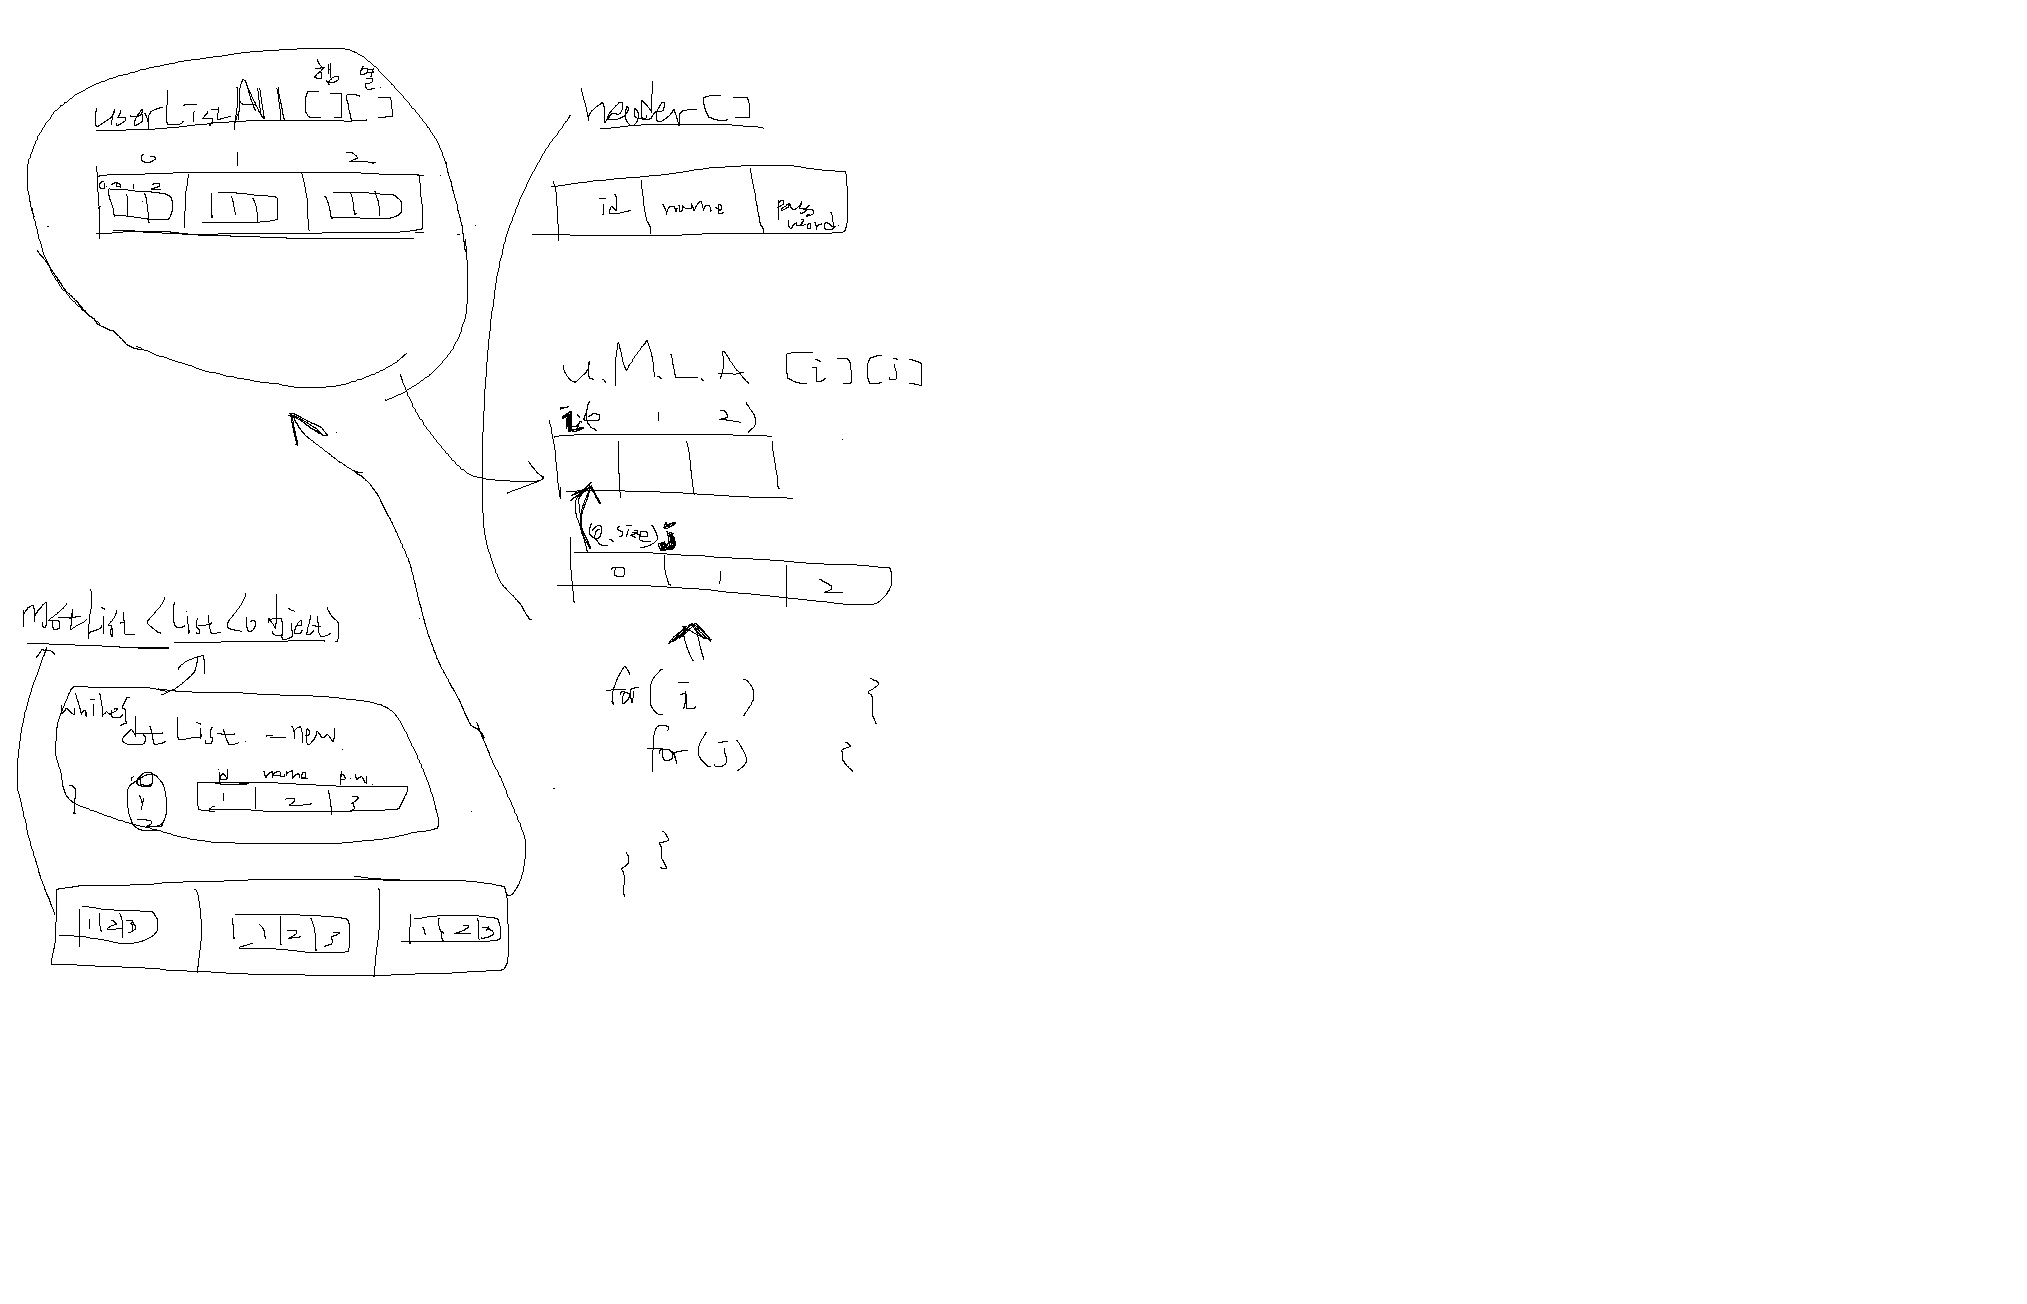 행 열
userListAll [][]
0 1 2
0 1 2
header[]
id name pass
word
U.M.L.A [i][j]
i(0 1 2)
(0.size) j
0 1 2
motList<List<object>
while{
otList = new
id name p.w.
0
1
2
1 2 3
}
1 2 3 1 2 3 1 2 3
for( i ) {
for(j) {
}
}